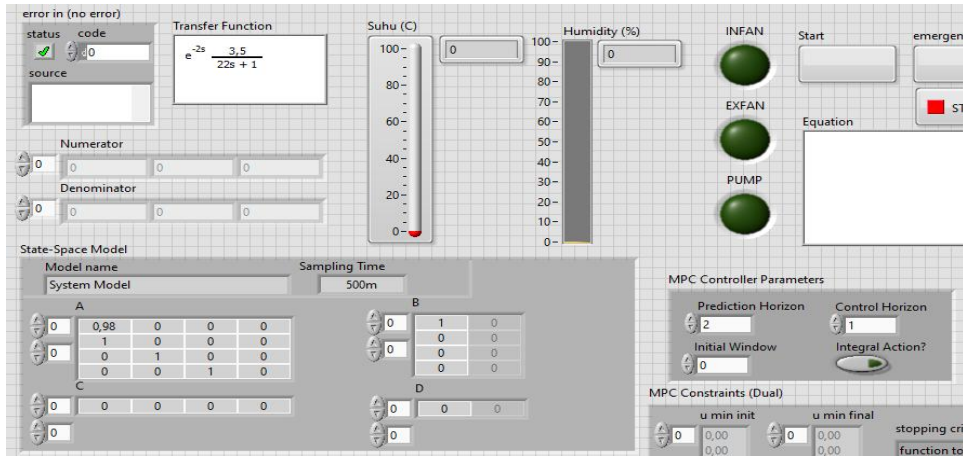 error in (no error)
status code
0
source
Transfer Function
e-2s 3,5
22s + 1
Suhu (C)
0
100
80
60
40
20
0
Humidity (%)
0
100
90
80
70
60
50
40
30
20
10
0
INFAN
EXFAN
PUMP
Start
emergen
ST
Equation
Numerator
0 0 0 0
Denominator
0 0 0 0
State-Space Model
Model name
System Model
Sampling Time
500m
A
0 0,98 0 0 0
0 1 0 0 0
0 1 0 0
0 0 1 0
B
0 1 0
0 0 0
0 0
0 0
C
0 0 0 0 0
0
D
0 0 0
0
MPC Controller Parameters
Prediction Horizon Control Horizon
2 1
Initial Window Integral Action?
0
MPC Constraints (Dual)
u min init u min final
0 0,00 0 0,00
0,00 0,00
stopping cri
function to